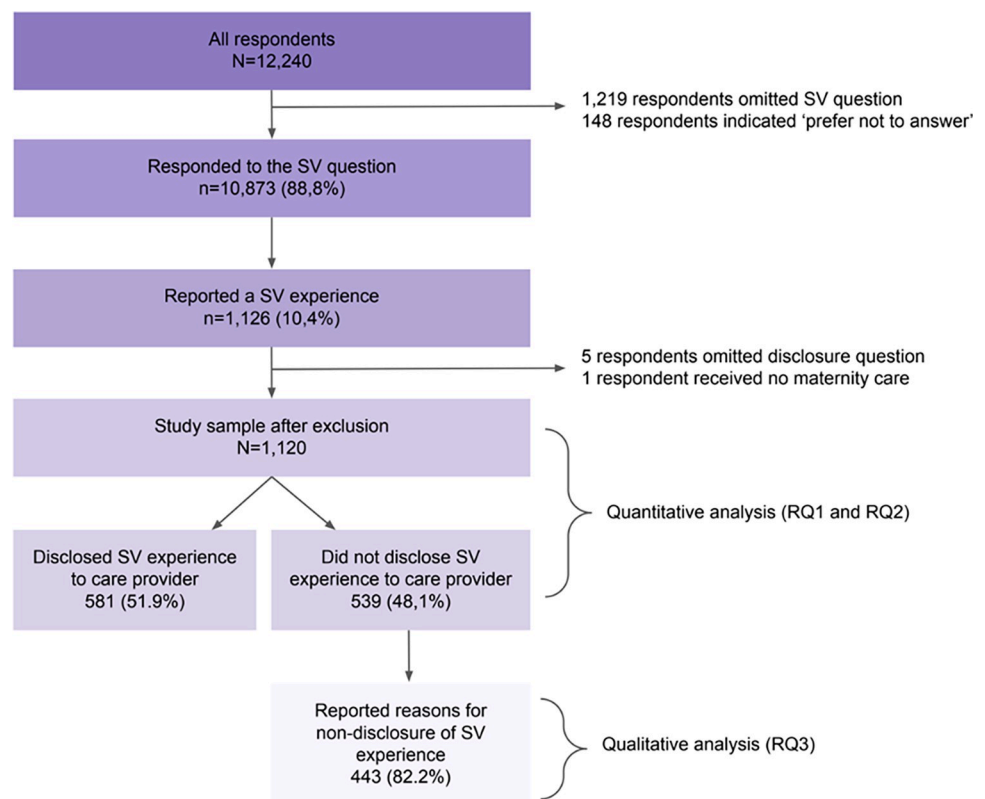 All respondents
N=12,240
1,219 respondents omitted SV question
148 respondents indicated ‘prefer not to answer’
Responded to the SV question
n=10,873 (88,8%)
Reported a SV experience
n=1,126 (10,4%)
5 respondents omitted disclosure question
1 respondent received no maternity care
Study sample after exclusion
N=1,120
Quantitative analysis (RQ1 and RQ2)
Disclosed SV experience
to care provider
581 (51.9%)
Did not disclose SV
experience to care provider
539 (48,1%)
Reported reasons for
non-disclosure of SV
experience
443 (82.2%)
Qualitative analysis (RQ3)